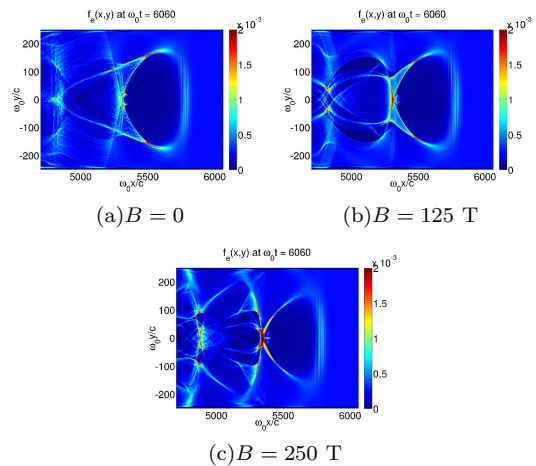 f_e(x,y) at ω_0t = 6060
x 10^-3
200
100
0
-100
-200
ω_0y/c
5000 5500 6000
ω_0x/c
2
1.5
1
0.5
0
(a)B = 0
f_e(x,y) at ω_0t = 6060
x 10^-3
200
100
0
-100
-200
ω_0y/c
5000 5500 6000
ω_0x/c
2
1.5
1
0.5
0
(b)B = 125 T
f_e(x,y) at ω_0t = 6060
x 10^-3
200
100
0
-100
-200
ω_0y/c
5000 5500 6000
ω_0x/c
2
1.5
1
0.5
0
(c)B = 250 T